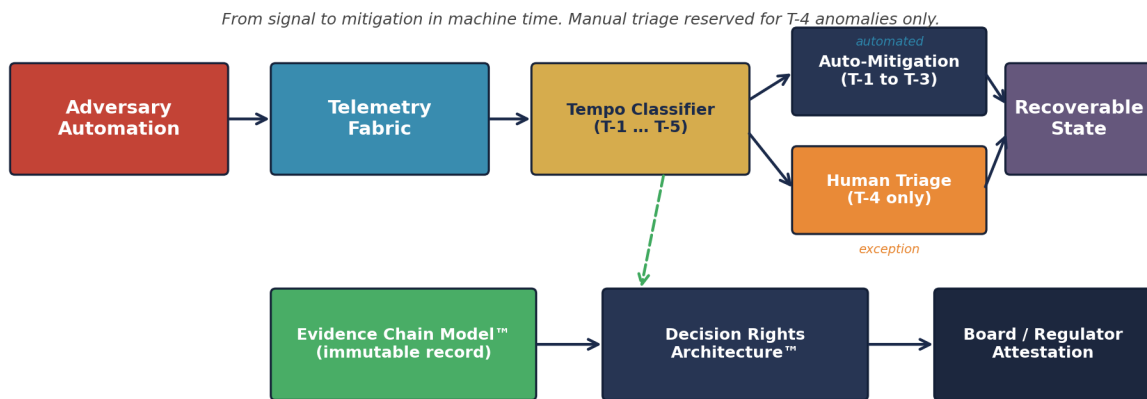 From signal to mitigation in machine time. Manual triage reserved for T-4 anomalies only.
automated
Adversary
Automation
Telemetry
Fabric
Tempo Classifier
(T-1 … T-5)
Auto-Mitigation
(T-1 to T-3)
Human Triage
(T-4 only)
exception
Recoverable
State
Evidence Chain Model™
(immutable record)
Decision Rights
Architecture™
Board / Regulator
Attestation